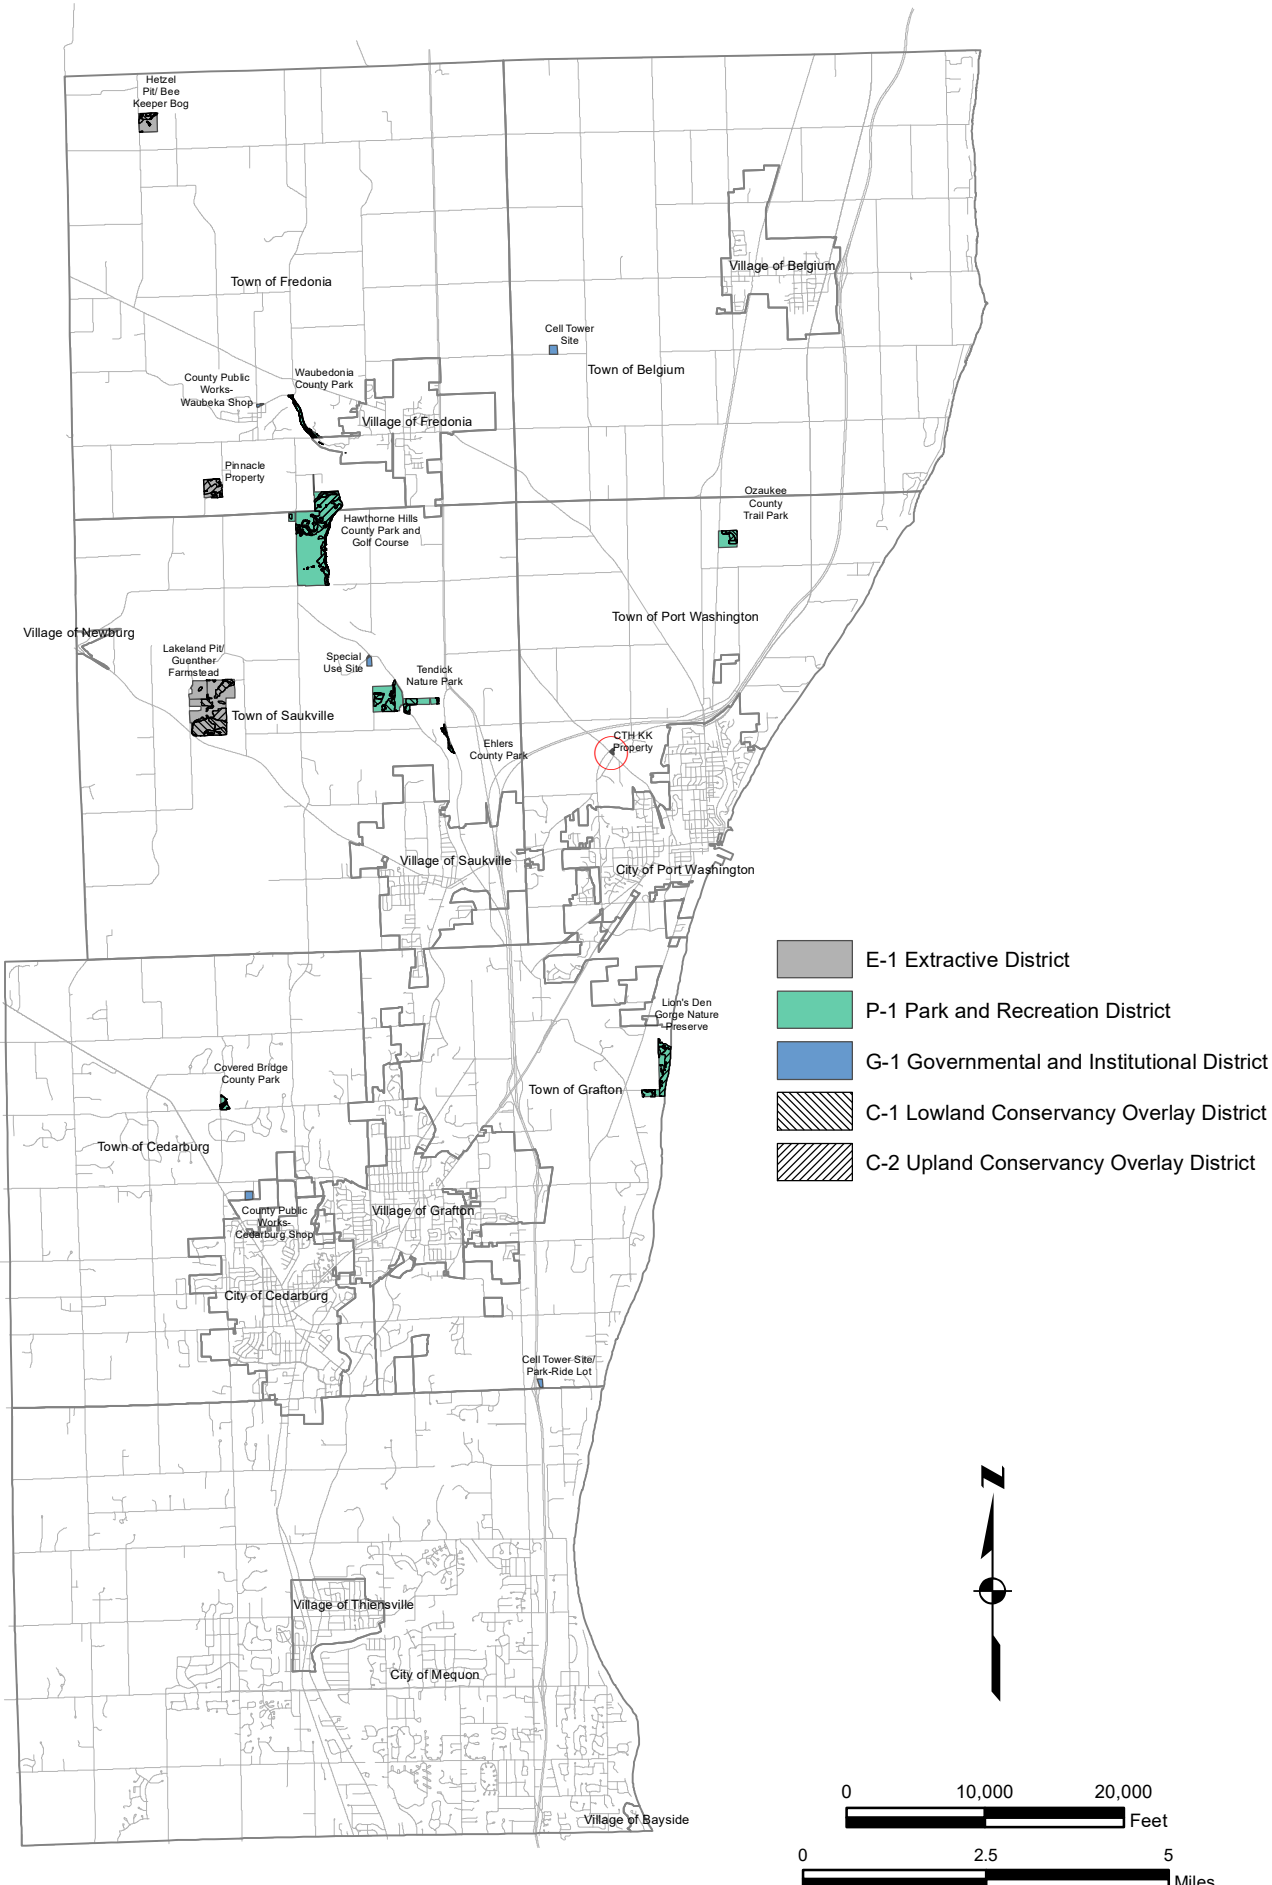 Hetzel
Pit/ Bee
Keeper Bog
Village of Belgium
Town of Fredonia
Cell Tower
Site
Town of Belgium
Waubedonia
County Park
County Public
Works-
Waubeka Shop
Village of Fredonia
Pinnacle
Property
Ozaukee
County
Trail Park
Hawthorne Hills
County Park and
Golf Course
Town of Port Washington
Village of Newburg
Lakeland Pit/
Guenther
Farmstead
Special
Use Site
Tendick
Nature Park
Town of Saukville
CTH KK
Property
Ehlers
County Park
Village of Saukville
City of Port Washington
E-1 Extractive District
P-1 Park and Recreation District
G-1 Governmental and Institutional District
C-1 Lowland Conservancy Overlay District
C-2 Upland Conservancy Overlay District
Lion's Den
Gorge Nature
Preserve
Covered Bridge
County Park
Town of Grafton
Town of Cedarburg
County Public
Works-
Cedarburg Shop
Village of Grafton
City of Cedarburg
Cell Tower Site/
Park-Ride Lot
Z
Village of Thiensville
City of Mequon
Village of Bayside
0 10,000 20,000
Feet
0 2.5 5
Miles